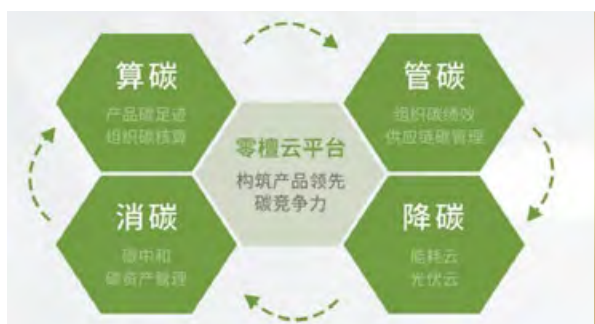 算碳
产品碳足迹
组织碳核算
管碳
组织碳绩效
供应链碳管理
零檀云平台
构筑产品领先
碳竞争力
消碳
碳中和
碳资产管理
降碳
能耗云
光伏云